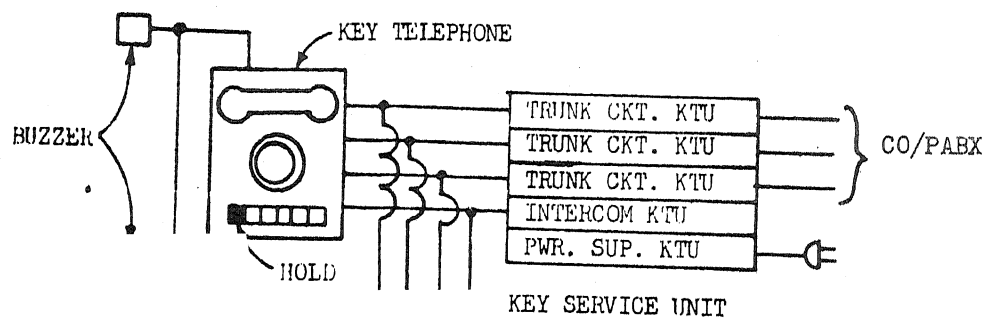 KEY TELEPHONE
BUZZER
TRUNK CKT. KTU
TRUNK CKT. KTU
TRUNK CKT. KTU
INTERCOM KTU
PWR. SUP. KTU
CO/PABX
HOLD
KEY SERVICE UNIT